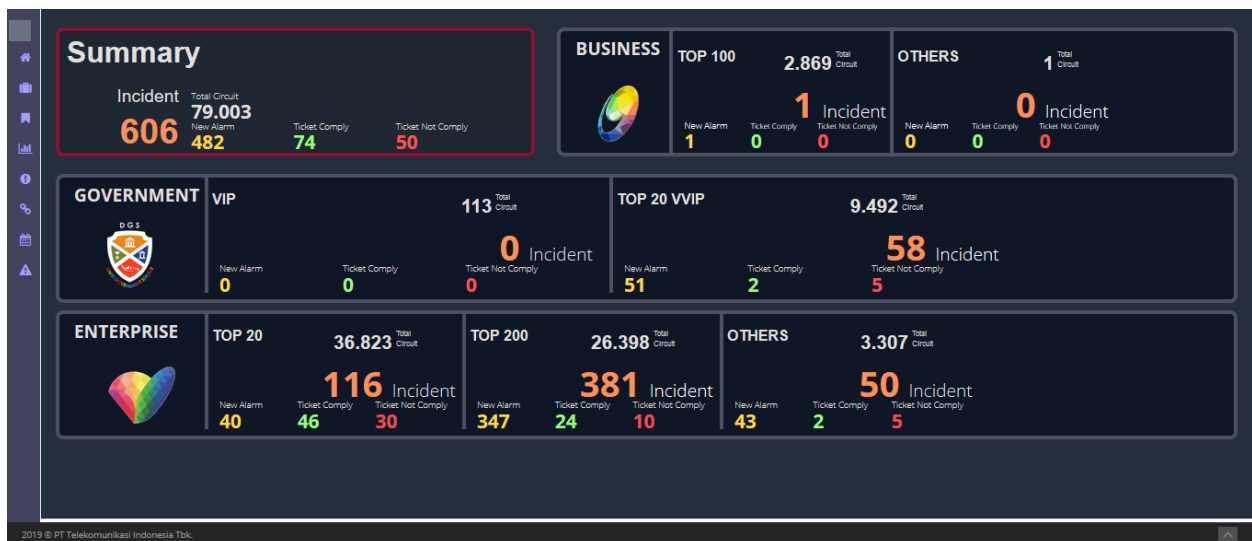 Summary
Incident
606
Total Circuit
79.003
New Alarm Ticket Comply Ticket Not Comply
482 74 50
BUSINESS
TOP 100
2.869 Total Circuit
1 Incident
New Alarm Ticket Comply Ticket Not Comply
1 0 0
OTHERS
1 Total Circuit
0 Incident
New Alarm Ticket Comply Ticket Not Comply
0 0 0
GOVERNMENT
DGS
VIP
113 Total Circuit
0 Incident
New Alarm Ticket Comply Ticket Not Comply
0 0 0
TOP 20 VVIP
9.492 Total Circuit
58 Incident
New Alarm Ticket Comply Ticket Not Comply
51 2 5
ENTERPRISE
TOP 20
36.823 Total Circuit
116 Incident
New Alarm Ticket Comply Ticket Not Comply
40 46 30
TOP 200
26.398 Total Circuit
381 Incident
New Alarm Ticket Comply Ticket Not Comply
347 24 10
OTHERS
3.307 Total Circuit
50 Incident
New Alarm Ticket Comply Ticket Not Comply
43 2 5
2019 © PT Telekomunikasi Indonesia Tbk.